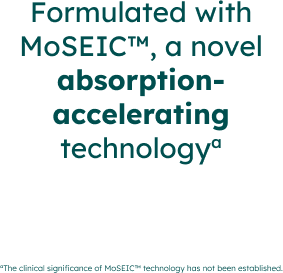 Formulated with
MoSEIC™, a novel
absorption-
accelerating
technologyª
ªThe clinical significance of MoSEIC™ technology has not been established.